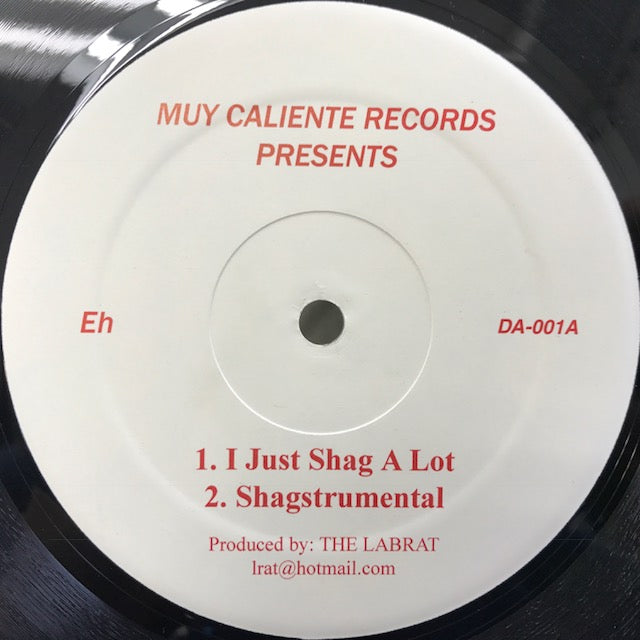 MUY CALIENTE RECORDS
PRESENTS
Eh
DA-001A
1. I Just Shag A Lot
2. Shagstrumental
Produced by: THE LABRAT
lrat@hotmail.com